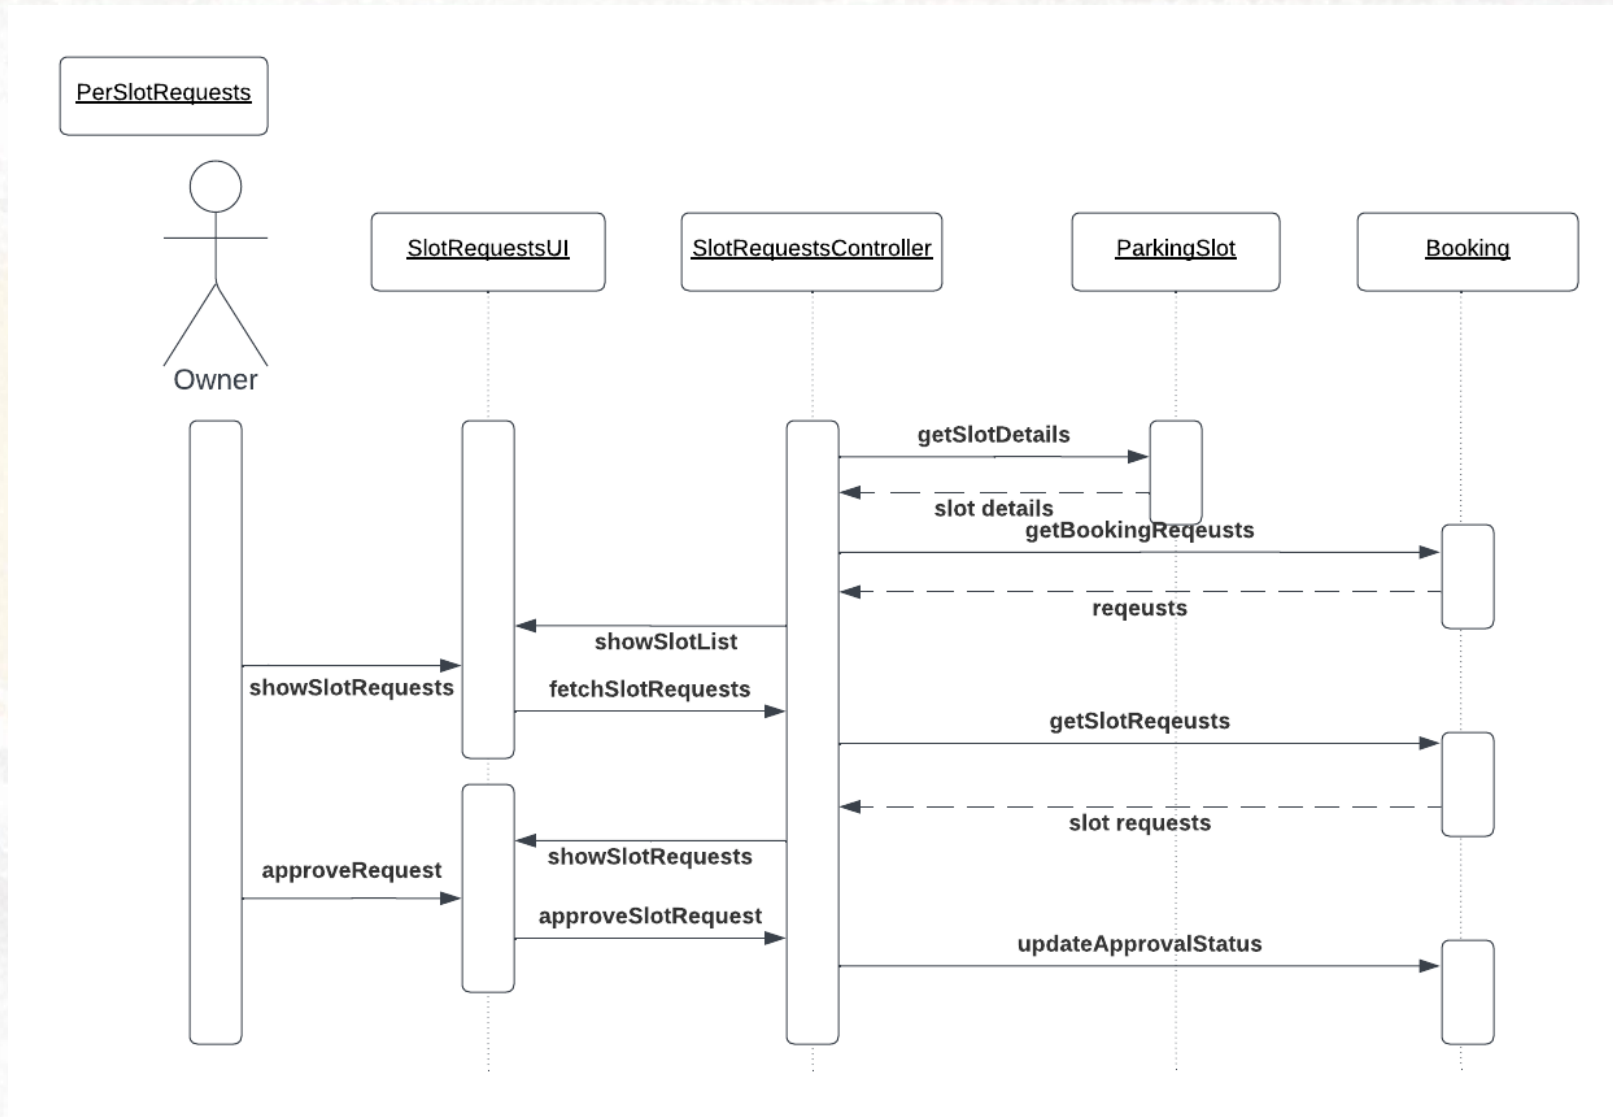 PerSlotRequests
Owner
SlotRequestsUI
SlotRequestsController
ParkingSlot
Booking
getSlotDetails
slot details
getBookingReqeusts
reqeusts
showSlotList
showSlotRequests
fetchSlotRequests
getSlotReqeusts
slot requests
showSlotRequests
approveRequest
approveSlotRequest
updateApprovalStatus